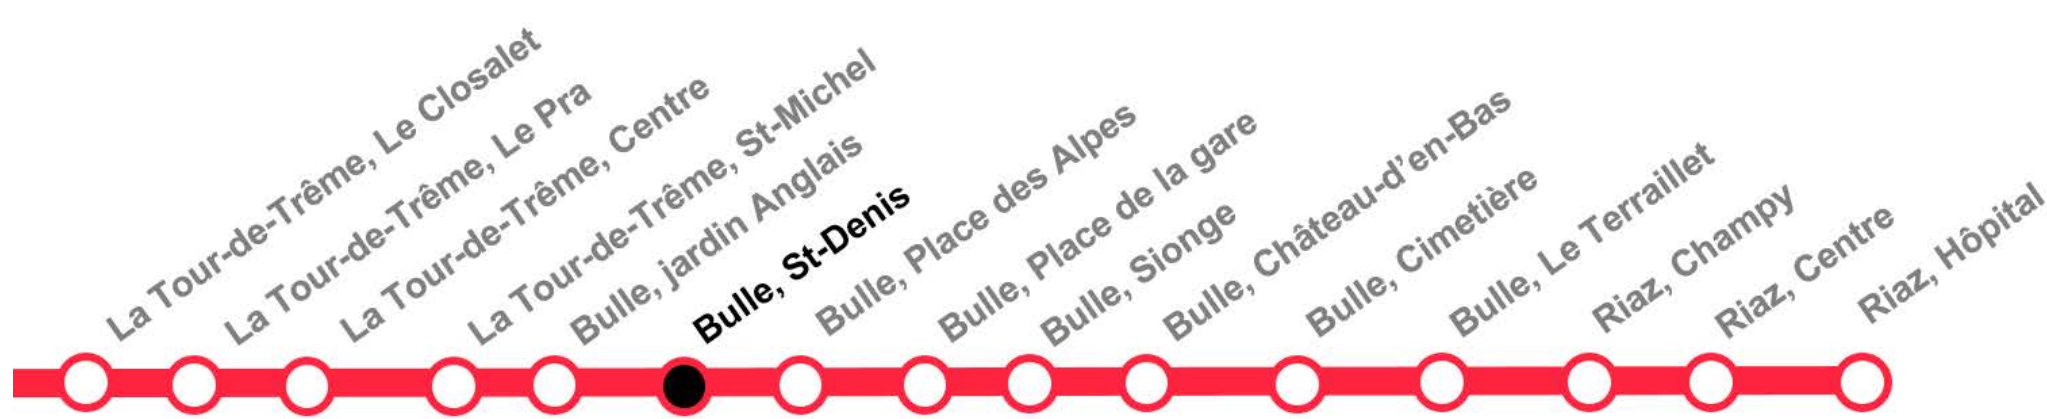 La Tour-de-Trême, Le Closalet
La Tour-de-Trême, Le Pra
La Tour-de-Trême, Centre
La Tour-de-Trême, St-Michel
Bulle, jardin Anglais
Bulle, St-Denis
Bulle, Place des Alpes
Bulle, Place de la gare
Bulle, Sionge
Bulle, Château-d’en-Bas
Bulle, Cimetière
Bulle, Le Terraillet
Riaz, Champy
Riaz, Centre
Riaz, Hôpital